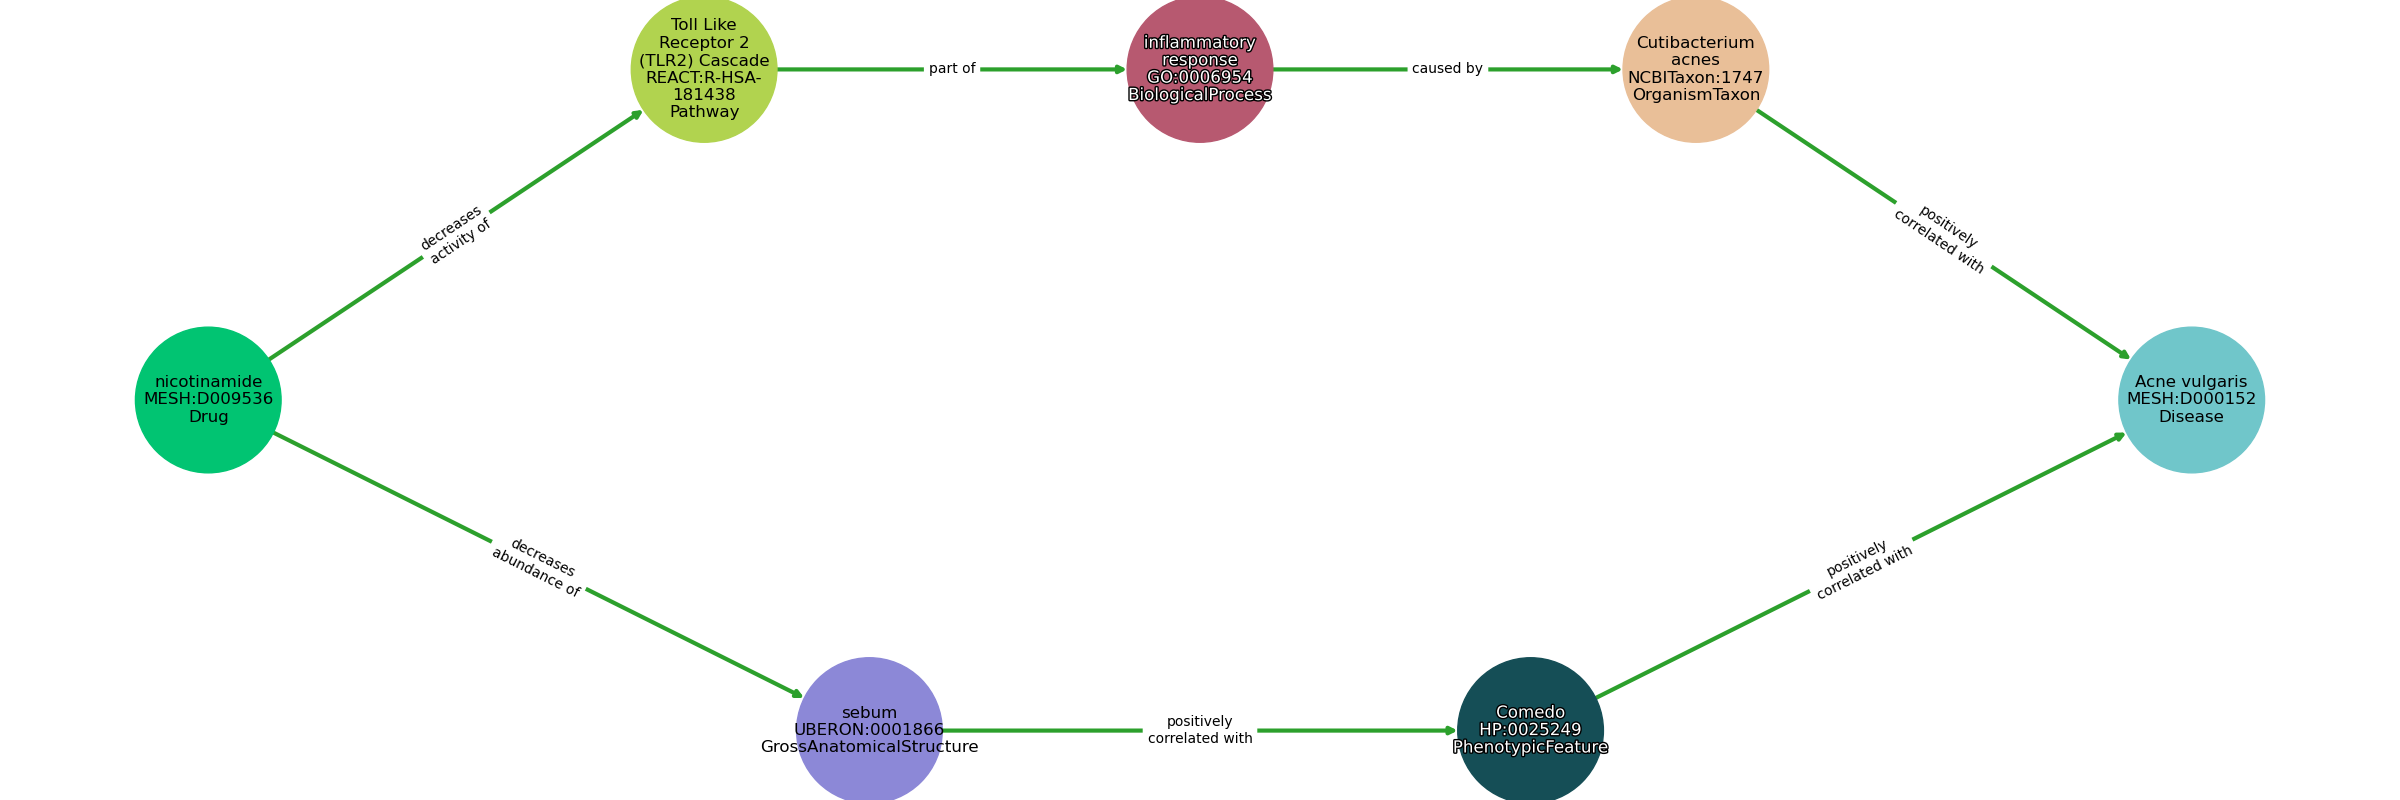 Toll Like
Receptor 2
(TLR2) Cascade
REACT:R-HSA-
181438
Pathway
part of
inflammatory
response
GO:0006954
BiologicalProcess
caused by
Cutibacterium
acnes
NCBITaxon:1747
OrganismTaxon
decreases
activity of
positively
correlated with
nicotinamide
MESH:D009536
Drug
Acne vulgaris
MESH:D000152
Disease
decreases
abundance of
positively
correlated with
sebum
UBERON:0001866
GrossAnatomicalStructure
positively
correlated with
Comedo
HP:0025249
PhenotypicFeature